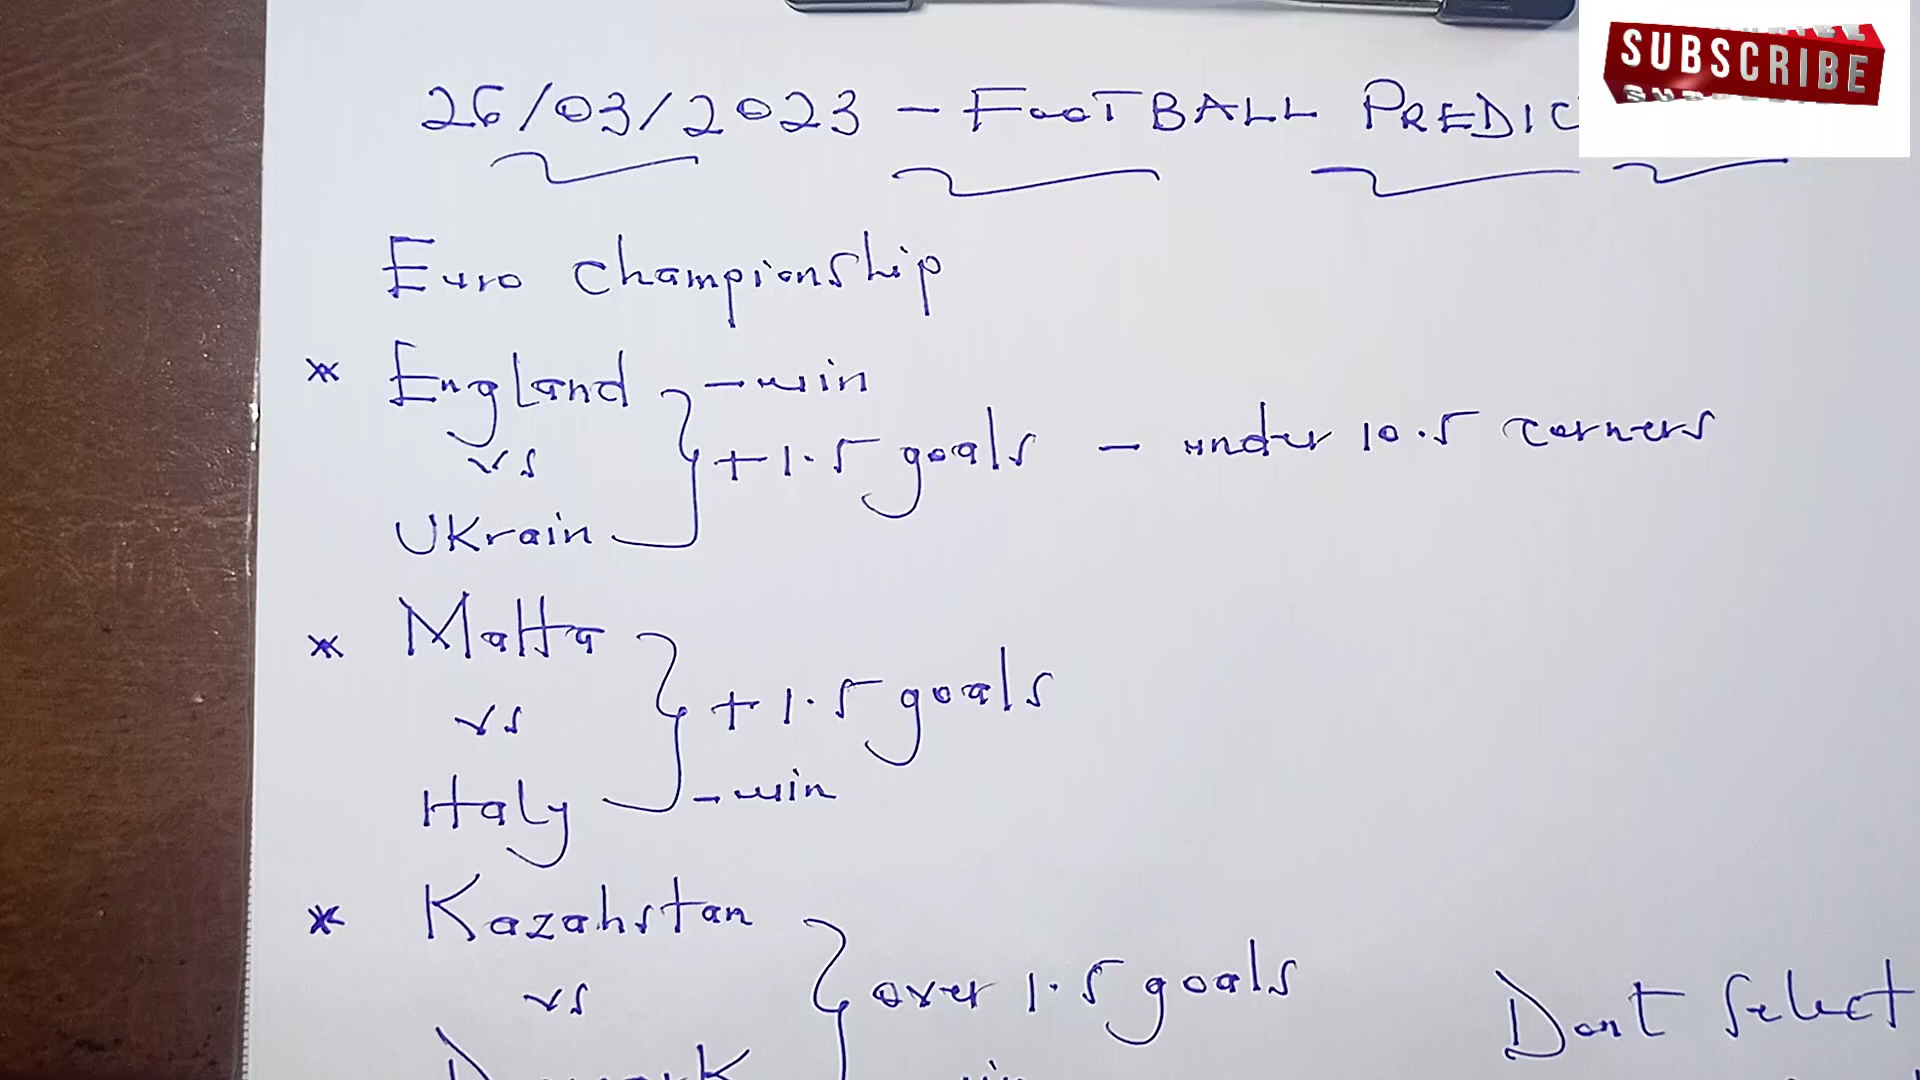 SUBSCRIBE
26/03/2023 - FOOTBALL PREDIC
Euro Championship
* England - win
vs +1.5 goals - under 10.5 corners
UKrain
* Malta
vs +1.5 goals
Italy - win
* Kazahstan
vs over 1.5 goals
Dont Select
win